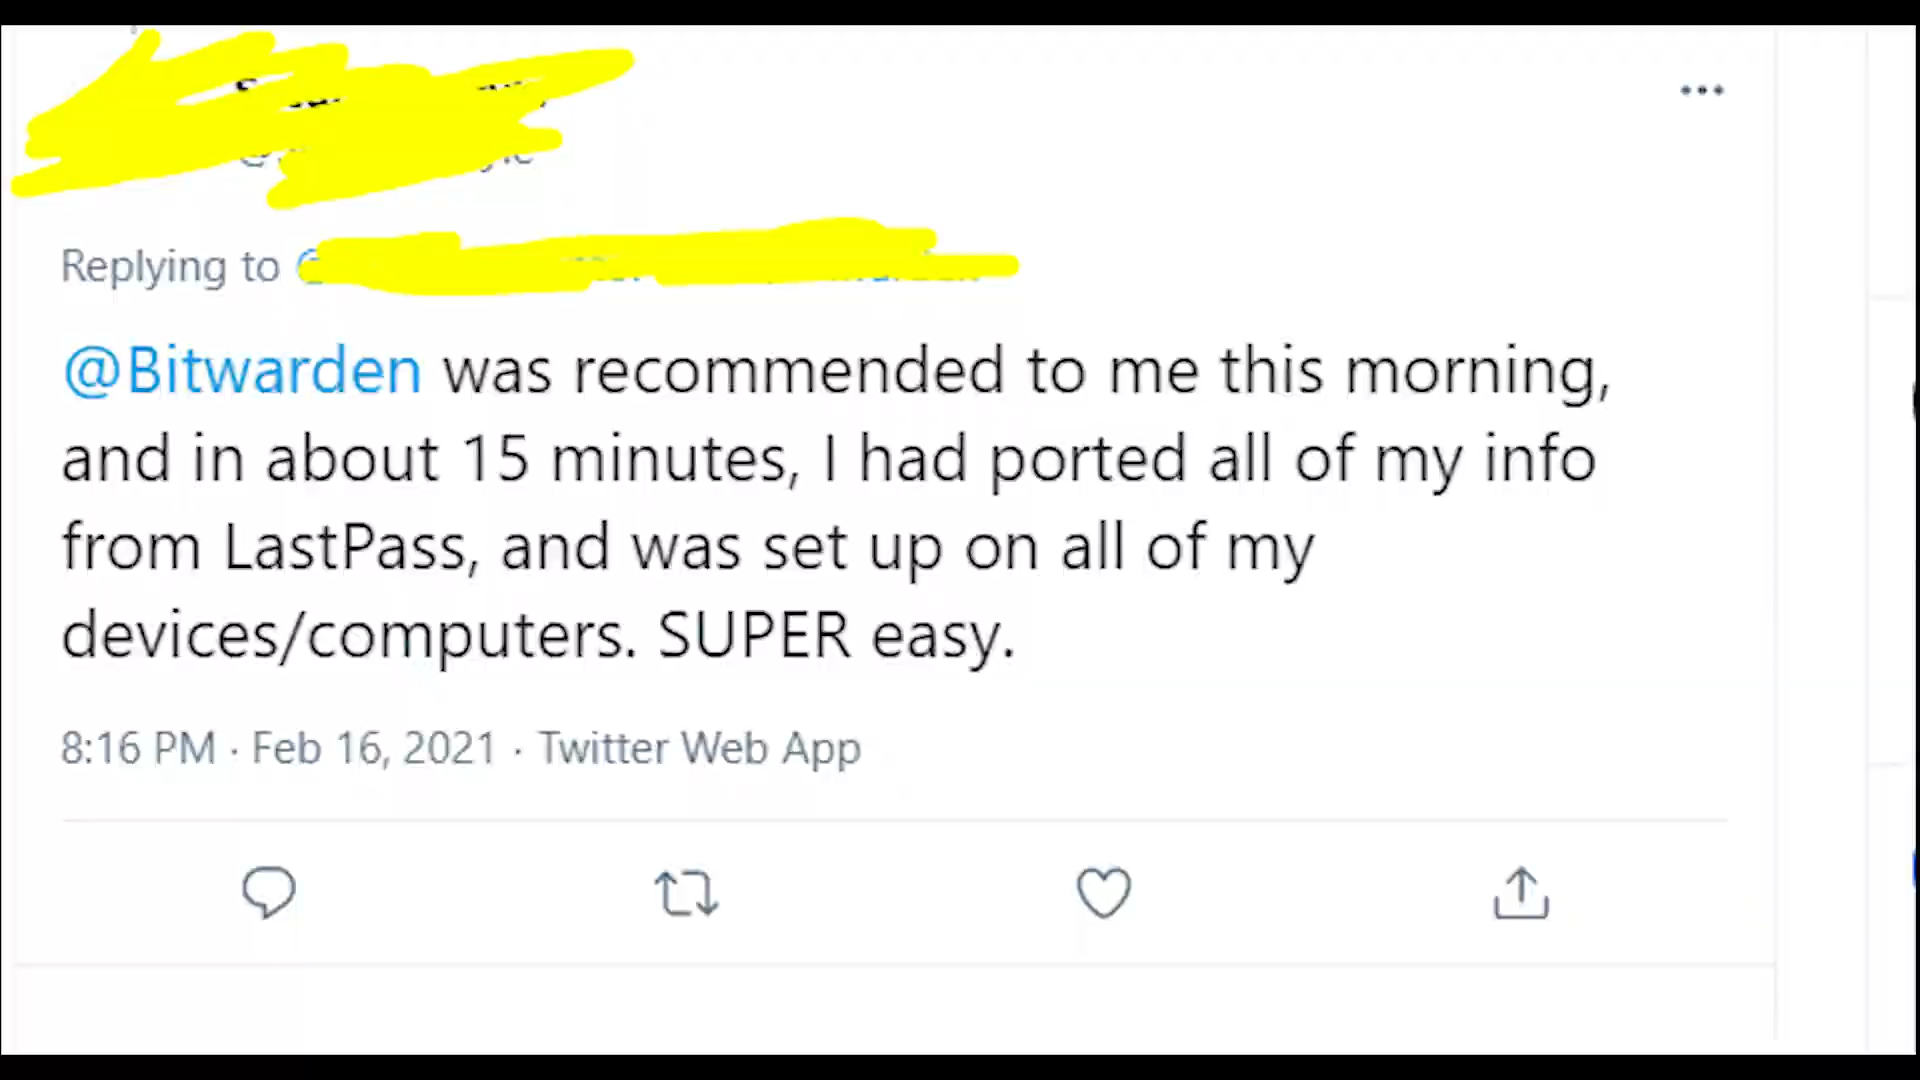 Replying to
@Bitwarden was recommended to me this morning,
and in about 15 minutes, I had ported all of my info
from LastPass, and was set up on all of my
devices/computers. SUPER easy.
8:16 PM · Feb 16, 2021 · Twitter Web App